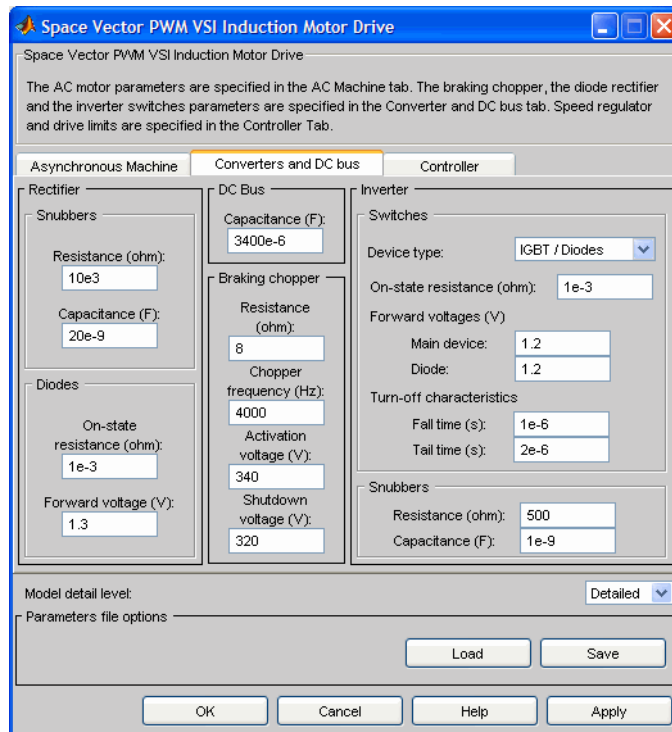 Space Vector PWM VSI Induction Motor Drive
Space Vector PWM VSI Induction Motor Drive
The AC motor parameters are specified in the AC Machine tab. The braking chopper, the diode rectifier
and the inverter switches parameters are specified in the Converter and DC bus tab. Speed regulator
and drive limits are specified in the Controller Tab.
Asynchronous Machine
Converters and DC bus
Controller
Rectifier
Snubbers
Resistance (ohm):
10e3
Capacitance (F):
20e-9
Diodes
On-state
resistance (ohm):
1e-3
Forward voltage (V):
1.3
DC Bus
Capacitance (F):
3400e-6
Braking chopper
Resistance
(ohm):
8
Chopper
frequency (Hz):
4000
Activation
voltage (V):
340
Shutdown
voltage (V):
320
Inverter
Switches
Device type:
IGBT / Diodes
On-state resistance (ohm):
1e-3
Forward voltages (V)
Main device:
1.2
Diode:
1.2
Turn-off characteristics
Fall time (s):
1e-6
Tail time (s):
2e-6
Snubbers
Resistance (ohm):
500
Capacitance (F):
1e-9
Model detail level:
Detailed
Parameters file options
Load
Save
OK
Cancel
Help
Apply